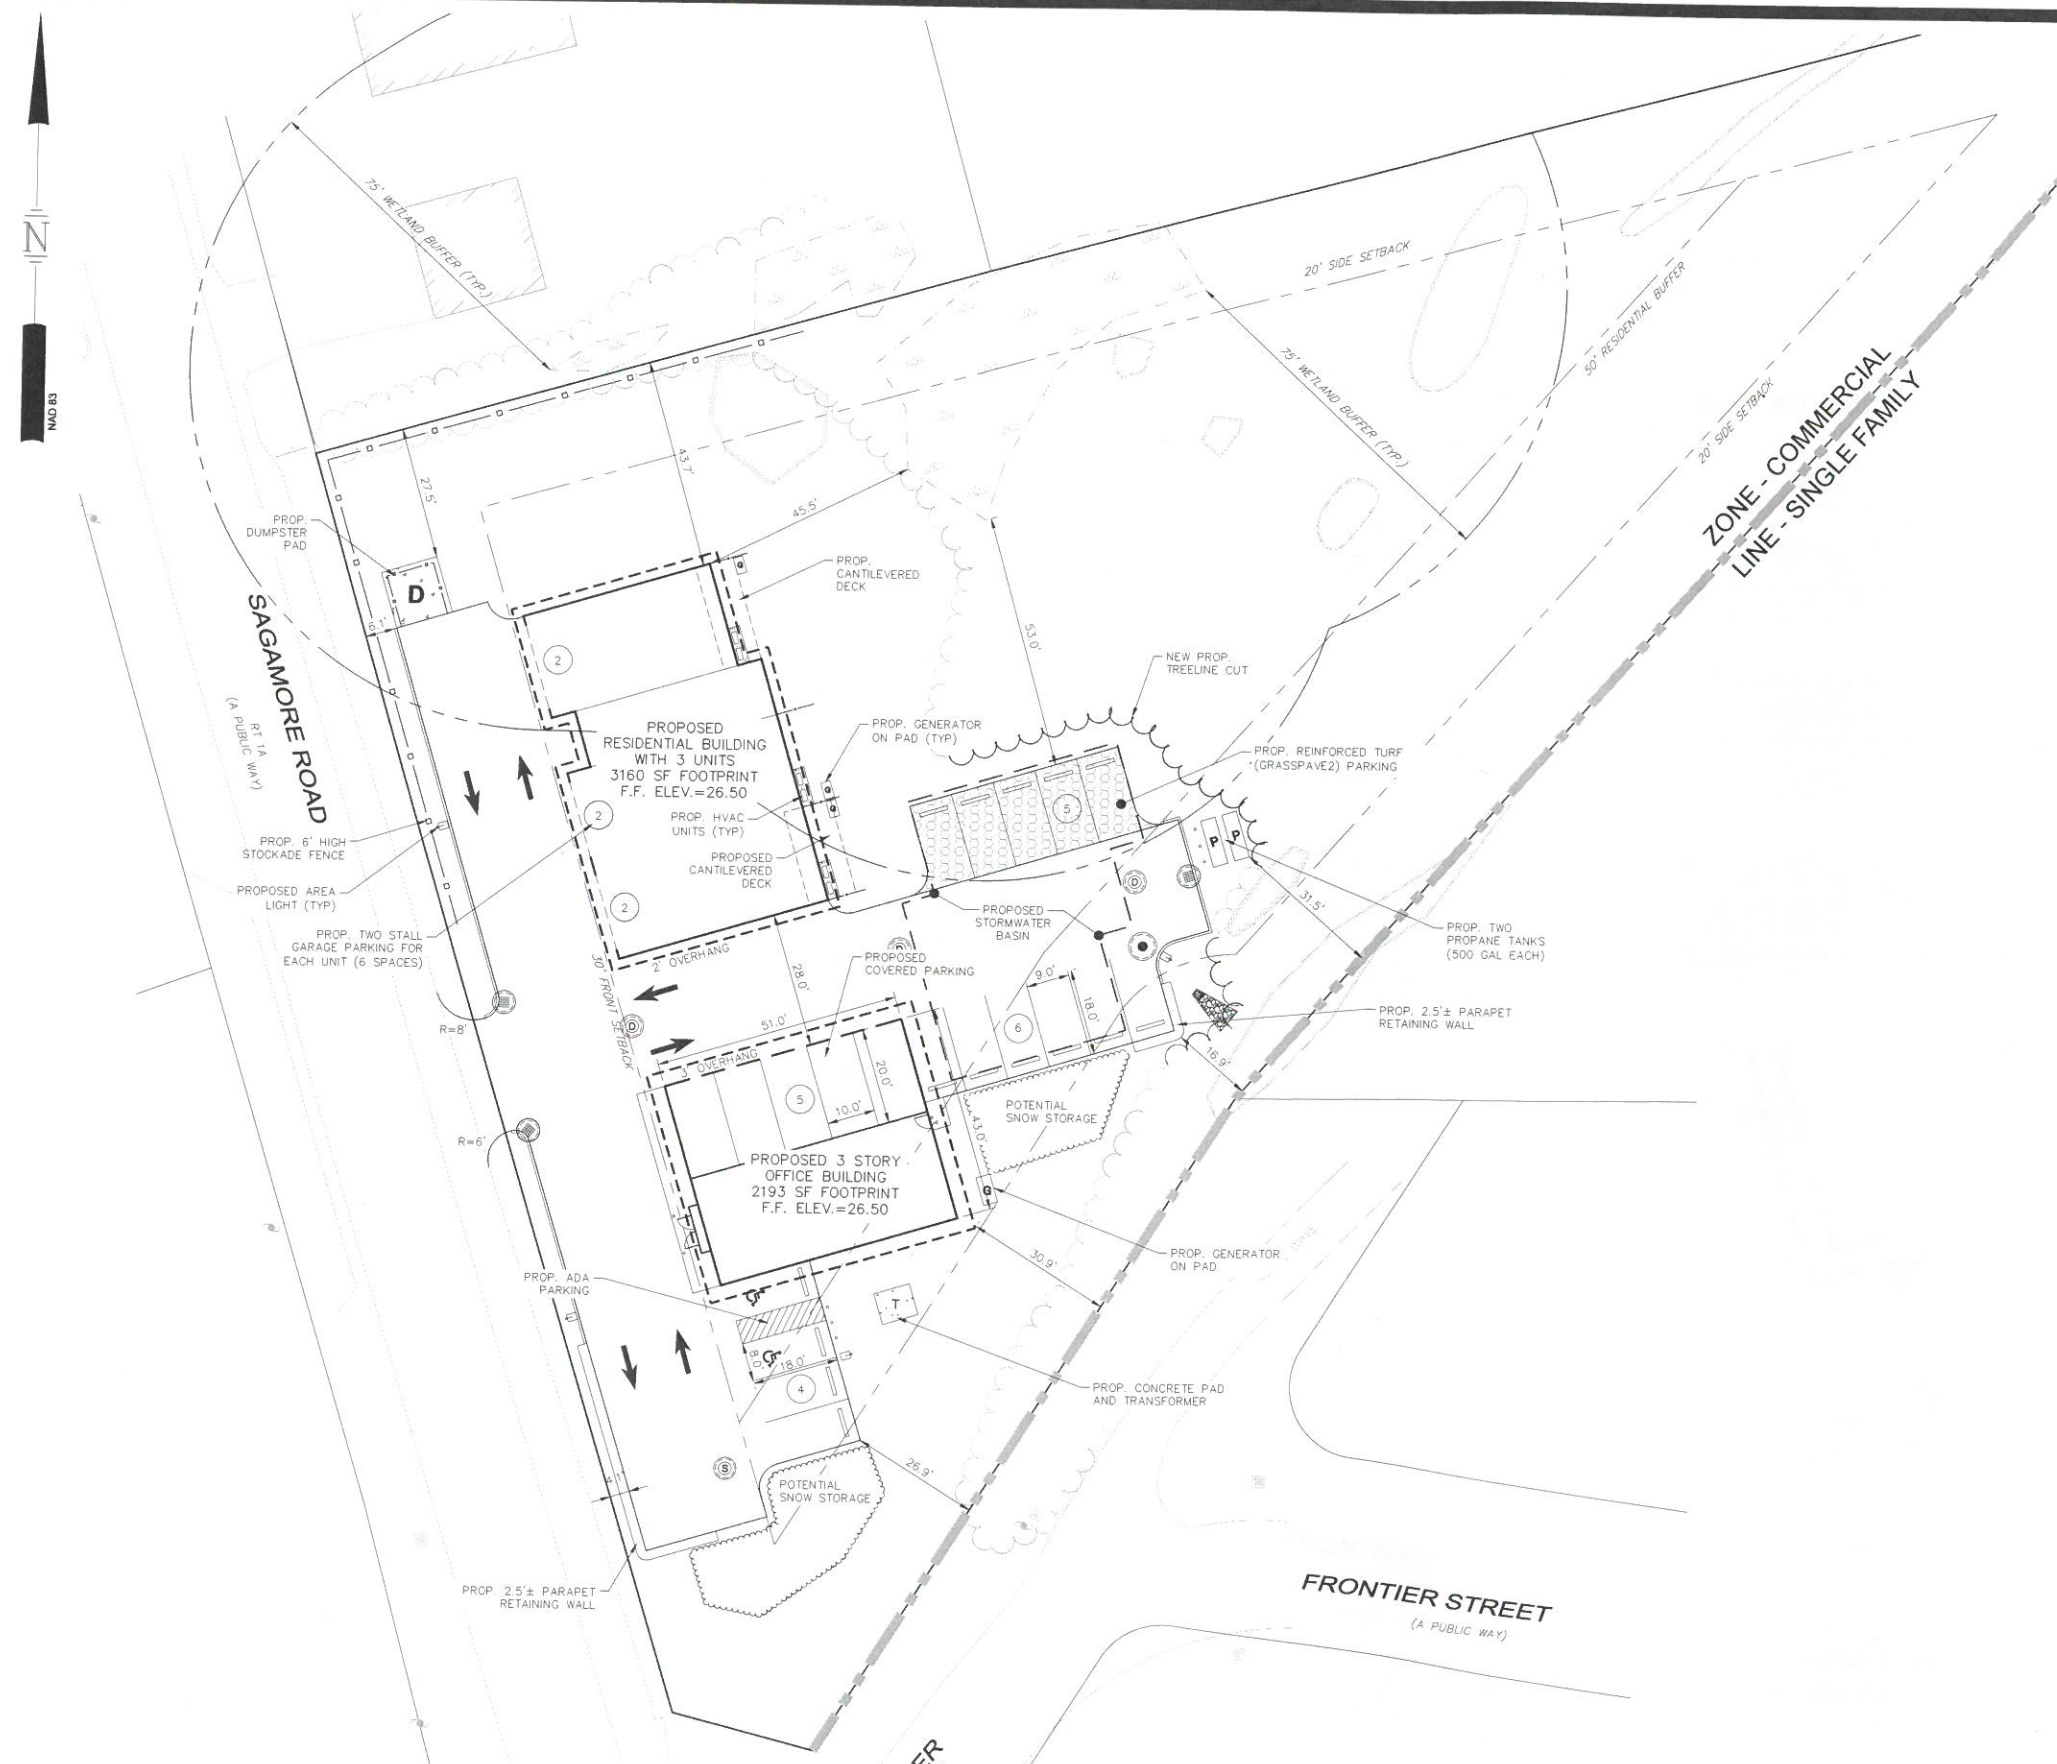 N
NAD 83
75' WETLAND BUFFER (TYP.)
20' SIDE SETBACK
50' RESIDENTIAL BUFFER
75' WETLAND BUFFER (TYP.)
20' SIDE SETBACK
ZONE - COMMERCIAL
LINE - SINGLE FAMILY
27.5'
43.7'
45.5'
53.0'
PROP.
DUMPSTER
PAD
D
6.1'
G
PROP.
CANTILEVERED
DECK
SAGAMORE ROAD
RT 1A
(A PUBLIC WAY)
2
PROPOSED
RESIDENTIAL BUILDING
WITH 3 UNITS
3160 SF FOOTPRINT
F.F. ELEV.=26.50
2
2
PROP. GENERATOR
ON PAD (TYP)
G
G
NEW PROP.
TREELINE CUT
PROP. REINFORCED TURF
(GRASSPAVE2) PARKING
5
PROP. HVAC
UNITS (TYP)
PROPOSED
CANTILEVERED
DECK
PROP. 6' HIGH
STOCKADE FENCE
PROPOSED AREA
LIGHT (TYP)
PROP. TWO STALL
GARAGE PARKING FOR
EACH UNIT (6 SPACES)
P
P
D
31.5'
PROPOSED
STORMWATER
BASIN
PROP. TWO
PROPANE TANKS
(500 GAL EACH)
2' OVERHANG
30' FRONT SETBACK
28.0'
D
PROPOSED
COVERED PARKING
9.0'
18.0'
6
R=8'
D
51.0'
3' OVERHANG
PROP. 2.5'± PARAPET
RETAINING WALL
16.9'
20.0'
10.0'
5
43.0'
POTENTIAL
SNOW STORAGE
R=6'
PROPOSED 3 STORY
OFFICE BUILDING
2193 SF FOOTPRINT
F.F. ELEV.=26.50
G
30.9'
PROP. GENERATOR
ON PAD
PROP. ADA
PARKING
T
8.0'
18.0'
4
PROP. CONCRETE PAD
AND TRANSFORMER
26.9'
S
4.1'
POTENTIAL
SNOW STORAGE
PROP. 2.5'± PARAPET
RETAINING WALL
FRONTIER STREET
(A PUBLIC WAY)
ER